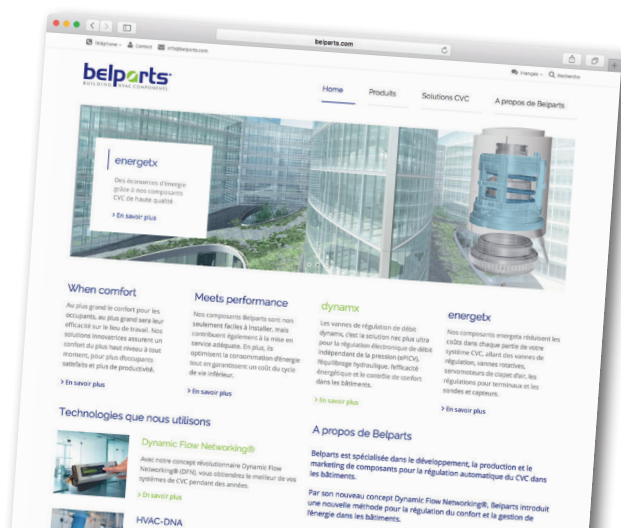 belparts.com
Téléphone
Contact
info@belparts.com
Français
Recherche
belparts
BUILDING HVAC COMPONENTS
Home
Produits
Solutions CVC
A propos de Belparts
energetx
Des économies d'énergie
grâce à nos composants
CVC de haute qualité
> En savoir plus
When comfort
Au plus grand le confort pour les
occupants, au plus grand sera leur
efficacité sur le lieu de travail. Nos
solutions innovatrices assurent un
confort du plus haut niveau à tout
moment, pour plus d'occupants
satisfaits et plus de productivité.
> En savoir plus
Meets performance
Nos composants Belparts sont non
seulement faciles à installer, mais
contribuent également à la mise en
service adéquate. En plus, ils
optimisent la consommation d'énergie
tout en garantissent un coût du cycle
de vie inférieur.
> En savoir plus
dynamx
Les vannes de régulation de débit
dynamx, c'est la solution nec plus ultra
pour la régulation électronique de débit
indépendant de la pression (ePICV),
l'équilibrage hydraulique, l'efficacité
énergétique et le contrôle de confort
dans les bâtiments.
> En savoir plus
energetx
Nos composants energetx réduisent les
coûts dans chaque partie de votre
système CVC, allant des vannes de
régulation, vannes rotatives,
servomoteurs de clapet d'air, les
régulations pour terminaux et les
sondes et capteurs.
> En savoir plus
Technologies que nous utilisons
Dynamic Flow Networking®
Avec notre concept révolutionnaire Dynamic Flow
Networking® (DFN), vous obtiendrez le meilleur de vos
systèmes de CVC pendant des années.
> En savoir plus
HVAC-DNA
A propos de Belparts
Belparts est spécialisée dans le développement, la production et le
marketing de composants pour la régulation automatique du CVC dans
les bâtiments.
Par son nouveau concept Dynamic Flow Networking®, Belparts introduit
une nouvelle méthode pour la régulation du confort et la gestion de
l'énergie dans les bâtiments.